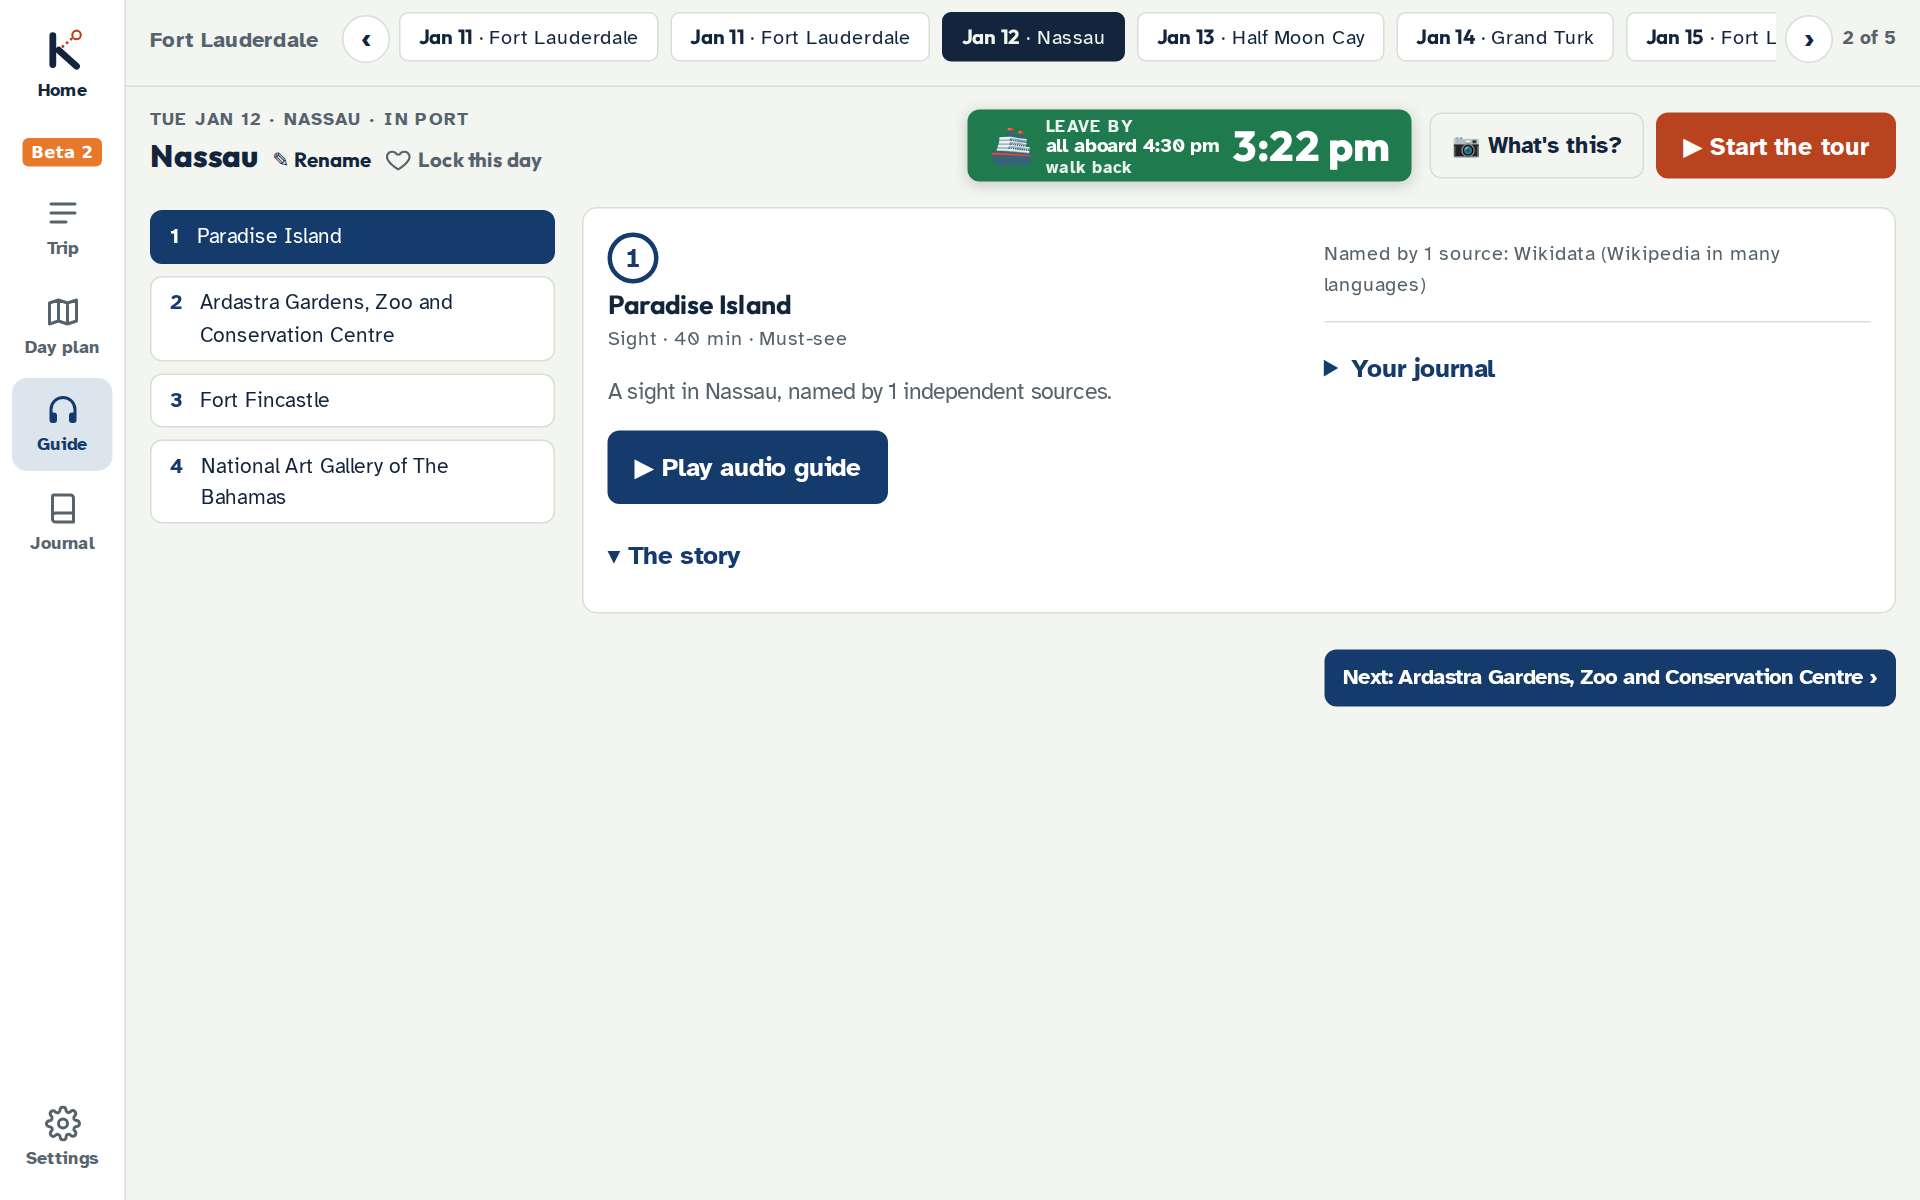 Home
Beta 2
Trip
Day plan
Guide
Journal
Settings
Fort Lauderdale
‹
Jan 11 · Fort Lauderdale
Jan 11 · Fort Lauderdale
Jan 12 · Nassau
Jan 13 · Half Moon Cay
Jan 14 · Grand Turk
Jan 15 · Fort L
›
2 of 5
TUE JAN 12 · NASSAU · IN PORT
Nassau
✎ Rename
Lock this day
LEAVE BY
all aboard 4:30 pm
walk back
3:22 pm
What's this?
▶ Start the tour
1 Paradise Island
2 Ardastra Gardens, Zoo and
Conservation Centre
3 Fort Fincastle
4 National Art Gallery of The
Bahamas
1
Paradise Island
Sight · 40 min · Must-see
A sight in Nassau, named by 1 independent sources.
▶ Play audio guide
▼ The story
Named by 1 source: Wikidata (Wikipedia in many
languages)
▶ Your journal
Next: Ardastra Gardens, Zoo and Conservation Centre ›